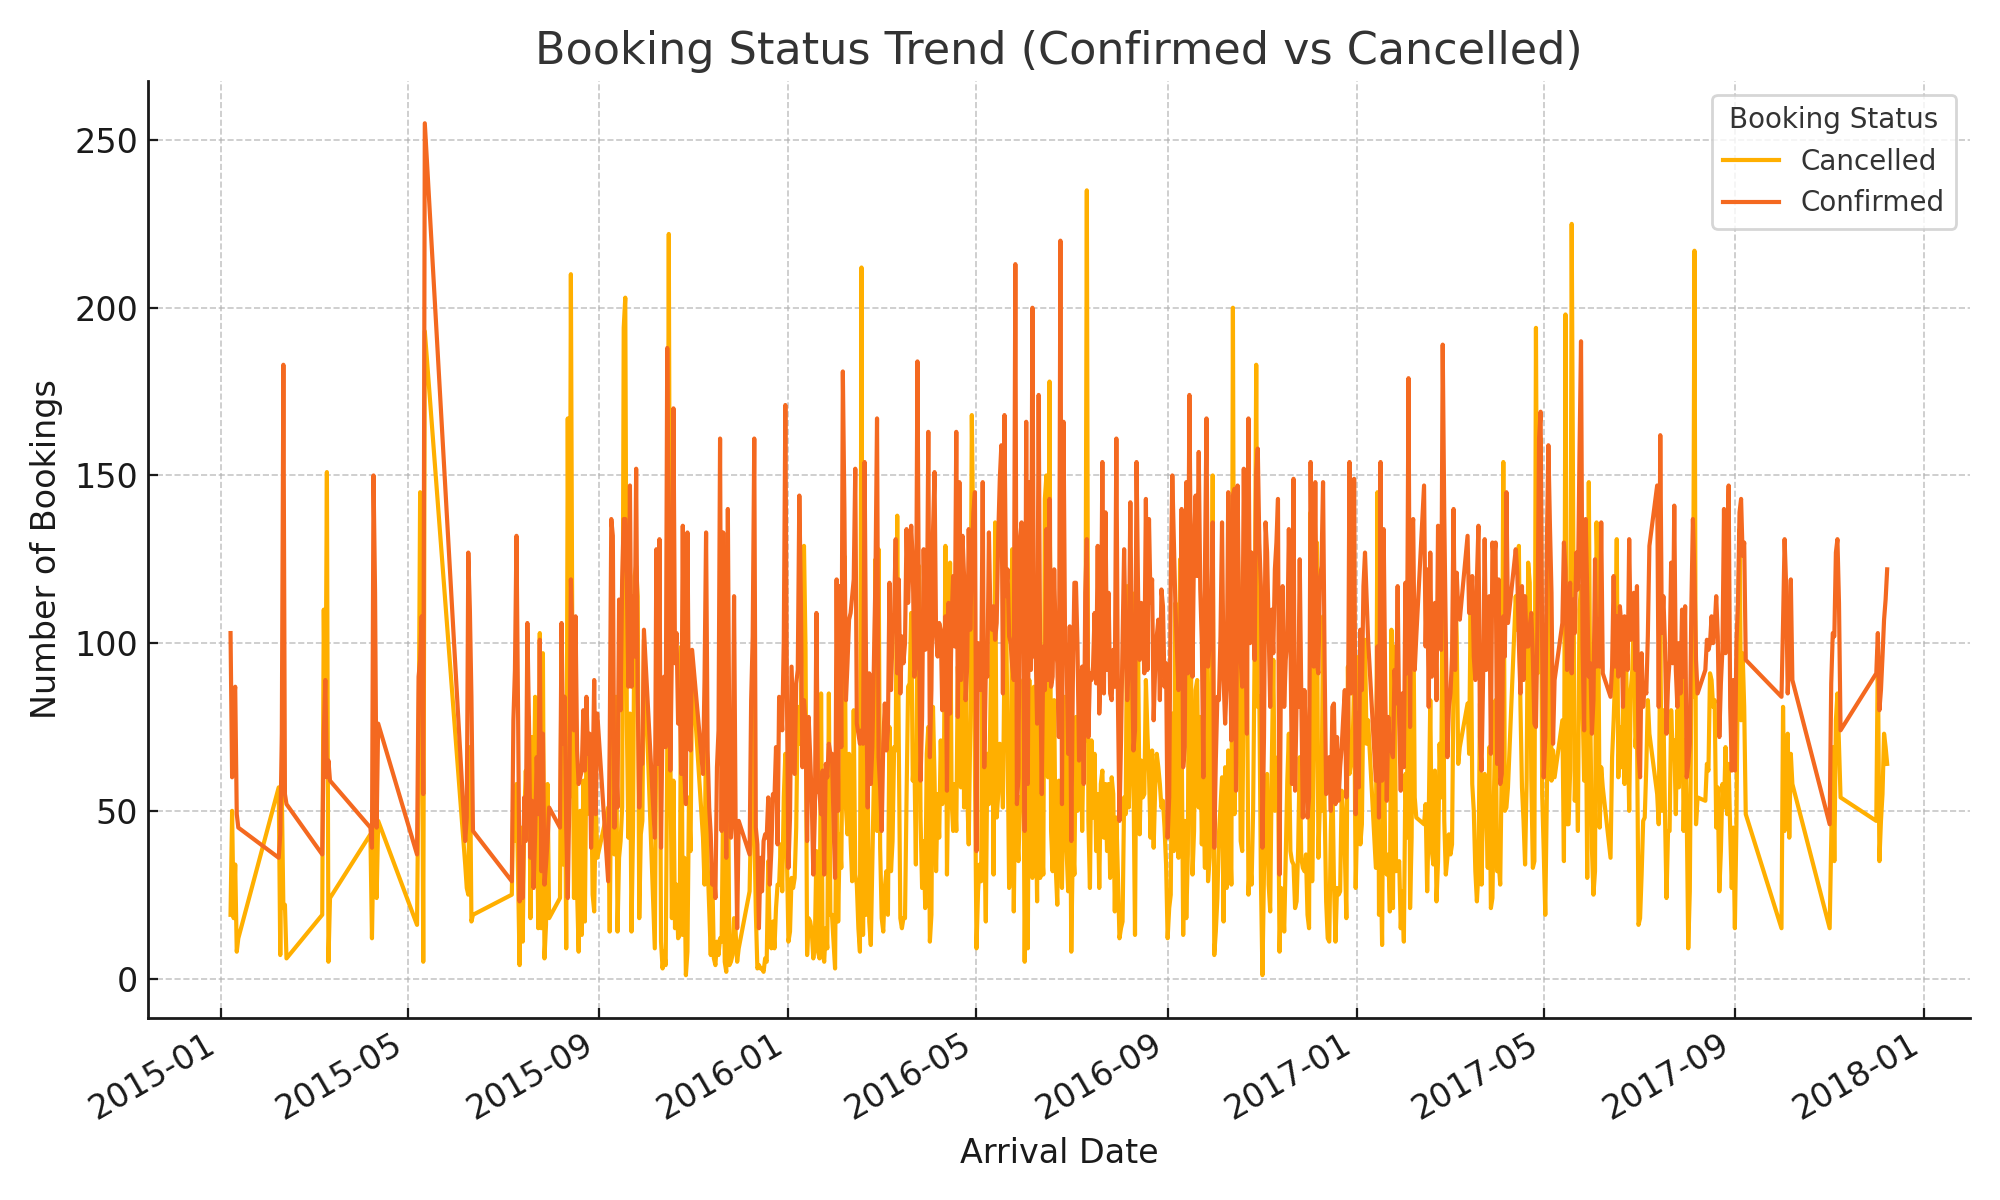 Booking Status Trend (Confirmed vs Cancelled)
Booking Status
Cancelled
Confirmed
Number of Bookings
250
200
150
100
50
0
2015-01
2015-05
2015-09
2016-01
2016-05
2016-09
2017-01
2017-05
2017-09
2018-01
Arrival Date